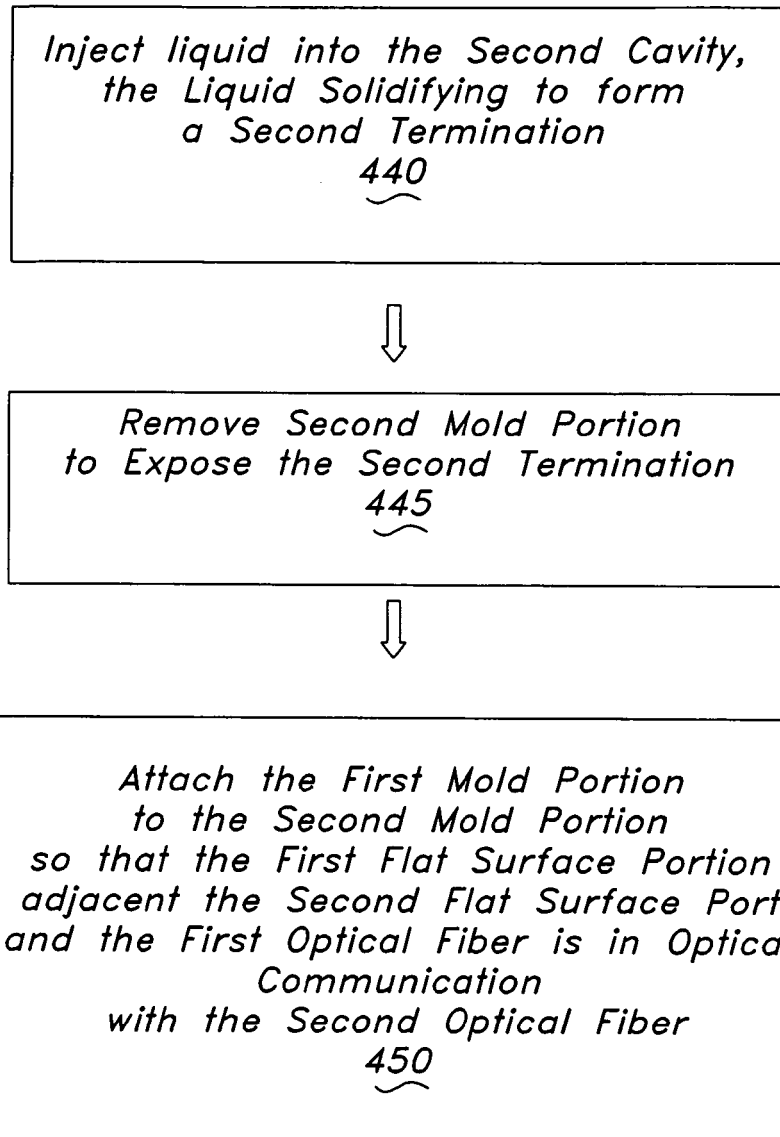 Inject liquid into the Second Cavity,
the Liquid Solidifying to form
a Second Termination
440
Remove Second Mold Portion
to Expose the Second Termination
445
Attach the First Mold Portion
to the Second Mold Portion
so that the First Flat Surface Portion
adjacent the Second Flat Surface Port
and the First Optical Fiber is in Optica
Communication
with the Second Optical Fiber
450